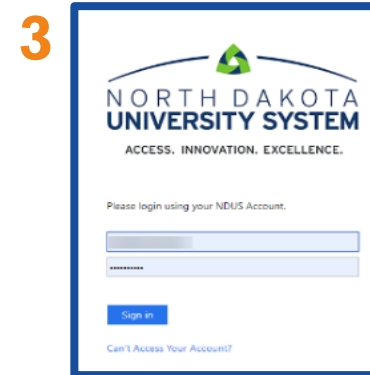 3
NORTH DAKOTA
UNIVERSITY SYSTEM
ACCESS. INNOVATION. EXCELLENCE.
Please login using your NDUS Account.
••••••••••
Sign in
Can't Access Your Account?